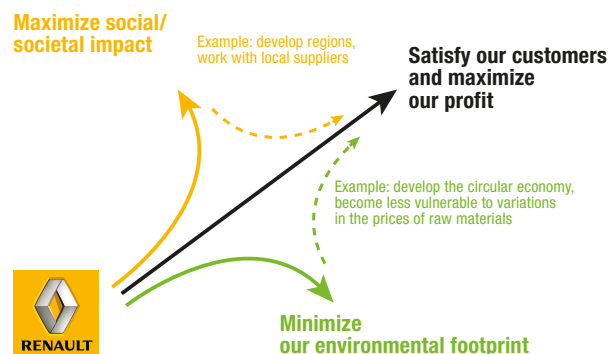 Maximize social/
societal impact
Example: develop regions,
work with local suppliers
Satisfy our customers
and maximize
our profit
Example: develop the circular economy,
become less vulnerable to variations
in the prices of raw materials
RENAULT
Minimize
our environmental footprint